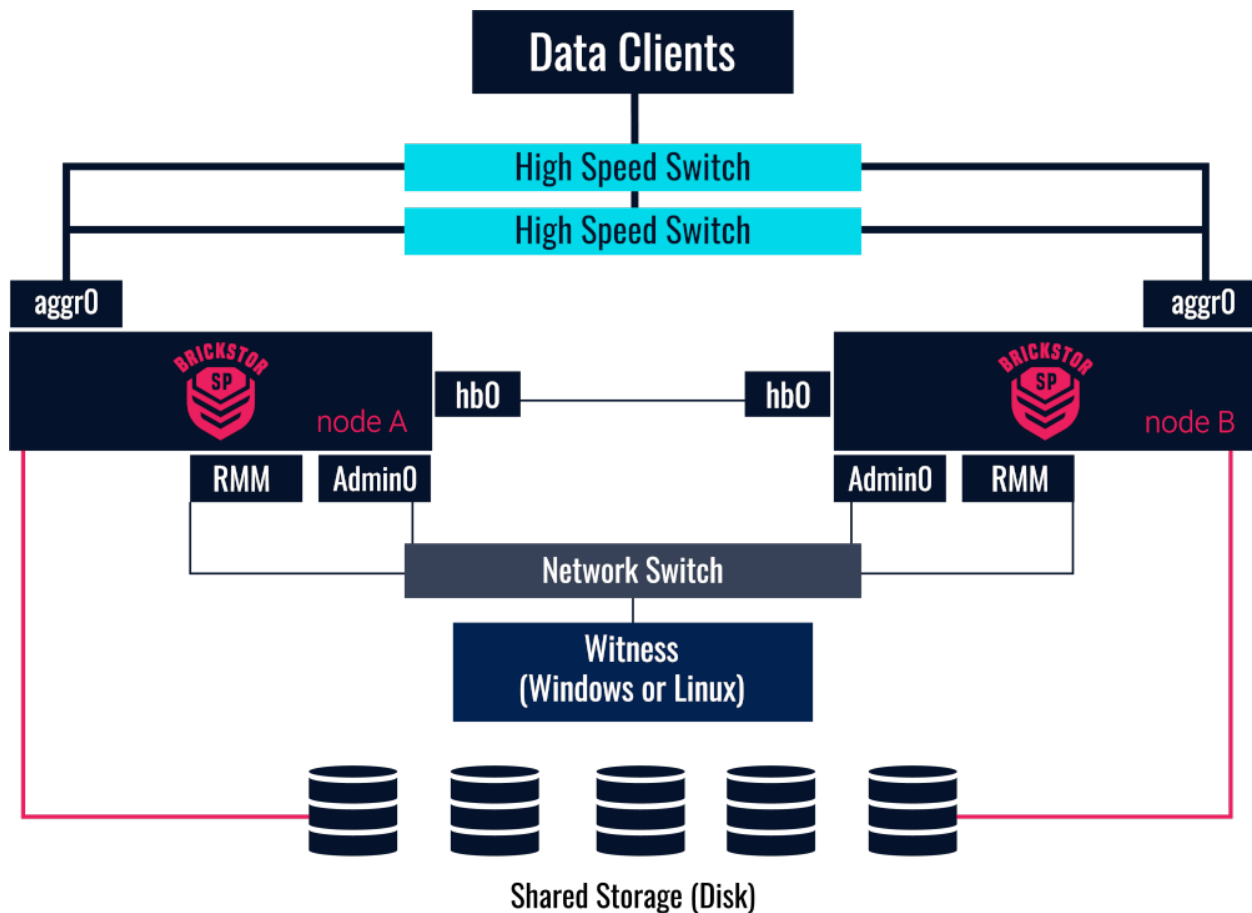 Data Clients
High Speed Switch
High Speed Switch
aggr0
aggr0
BRICKSTOR
SP
node A
hb0
hb0
BRICKSTOR
SP
node B
RMM
Admin0
Admin0
RMM
Network Switch
Witness
(Windows or Linux)
Shared Storage (Disk)